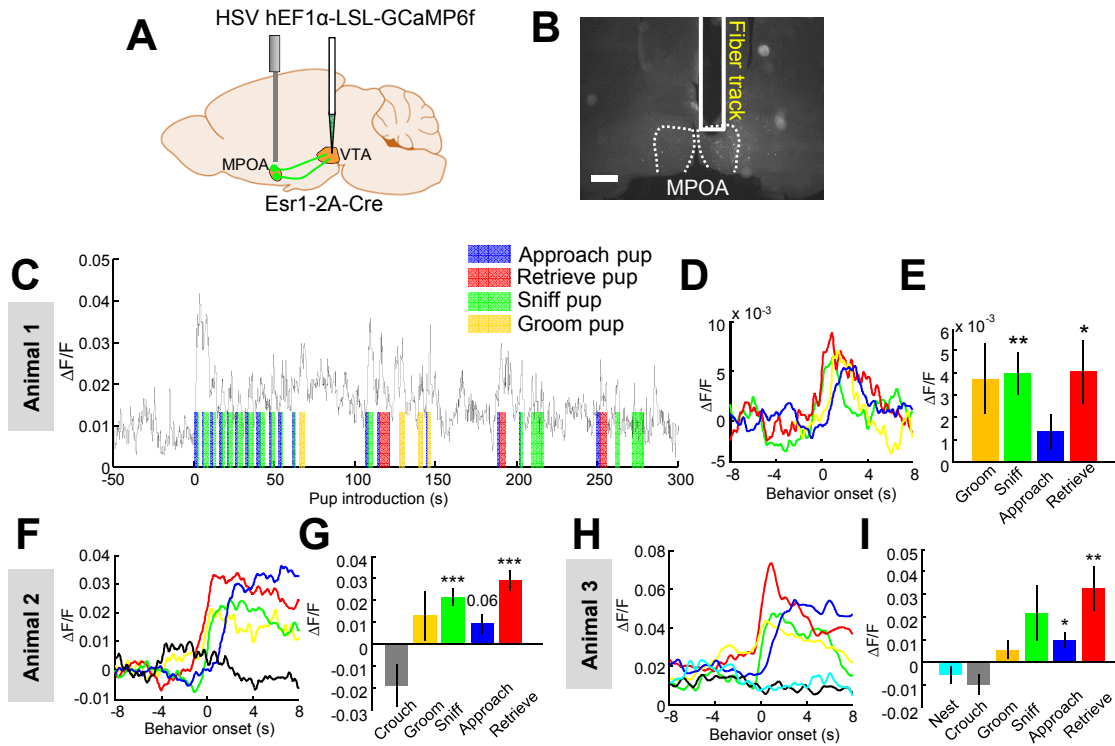 A
HSV hEF1α-LSL-GCaMP6f
MPOA
VTA
Esr1-2A-Cre
B
Fiber track
MPOA
Animal 1
C
ΔF/F
0.05
0.04
0.03
0.02
0.01
0
-50 0 50 100 150 200 250 300
Pup introduction (s)
Approach pup
Retrieve pup
Sniff pup
Groom pup
D
x 10⁻³
ΔF/F
10
5
0
-5
-8 -4 0 4 8
Behavior onset (s)
E
x 10⁻³
ΔF/F
6
5
4
3
2
1
0
** *
Groom Sniff Approach Retrieve
Animal 2
F
ΔF/F
0.04
0.03
0.02
0.01
0
-0.01
-8 -4 0 4 8
Behavior onset (s)
G
ΔF/F
0.04
0.03
0.02
0.01
0
-0.01
-0.02
-0.03
*** 0.06 ***
Crouch Groom Sniff Approach Retrieve
Animal 3
H
ΔF/F
0.08
0.06
0.04
0.02
0
-8 -4 0 4 8
Behavior onset (s)
I
ΔF/F
0.05
0.04
0.03
0.02
0.01
0
-0.01
-0.02
* **
Nest Crouch Groom Sniff Approach Retrieve